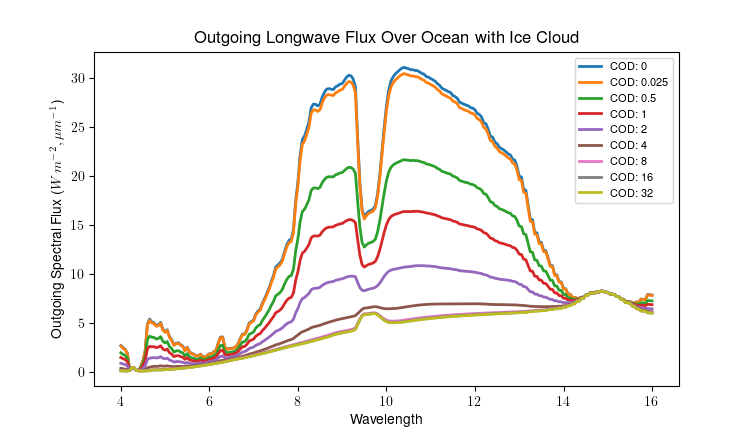 Outgoing Longwave Flux Over Ocean with Ice Cloud
Outgoing Spectral Flux (W m⁻², μm⁻¹)
30
25
20
15
10
5
0
4
6
8
10
12
14
16
Wavelength
COD: 0
COD: 0.025
COD: 0.5
COD: 1
COD: 2
COD: 4
COD: 8
COD: 16
COD: 32